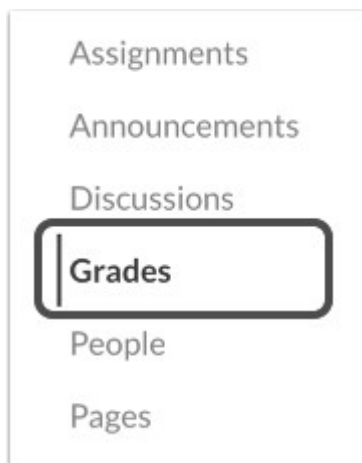 Assignments
Announcements
Discussions
Grades
People
Pages